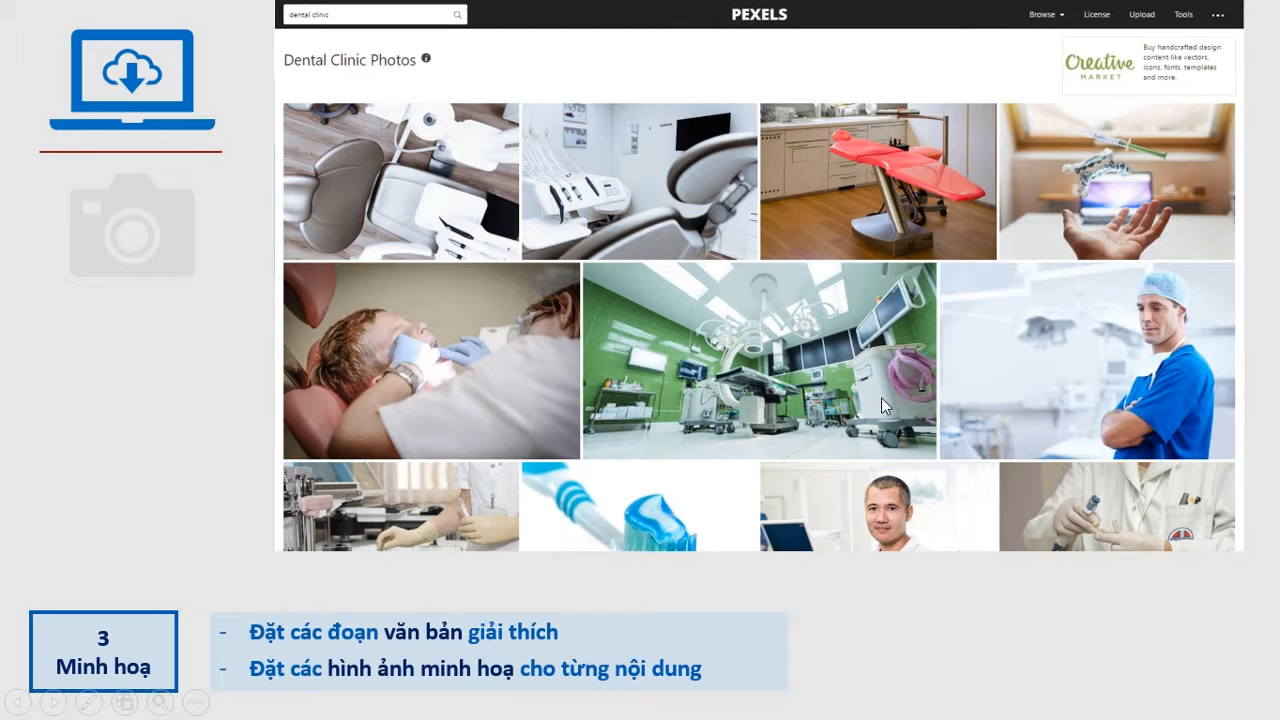 dental clinic
PEXELS
Browse
License
Upload
Tools
Dental Clinic Photos
Creative
MARKET
Buy handcrafted design
content like vectors,
icons, fonts, templates
and more.
3
Minh hoạ
- Đặt các đoạn văn bản giải thích
- Đặt các hình ảnh minh hoạ cho từng nội dung